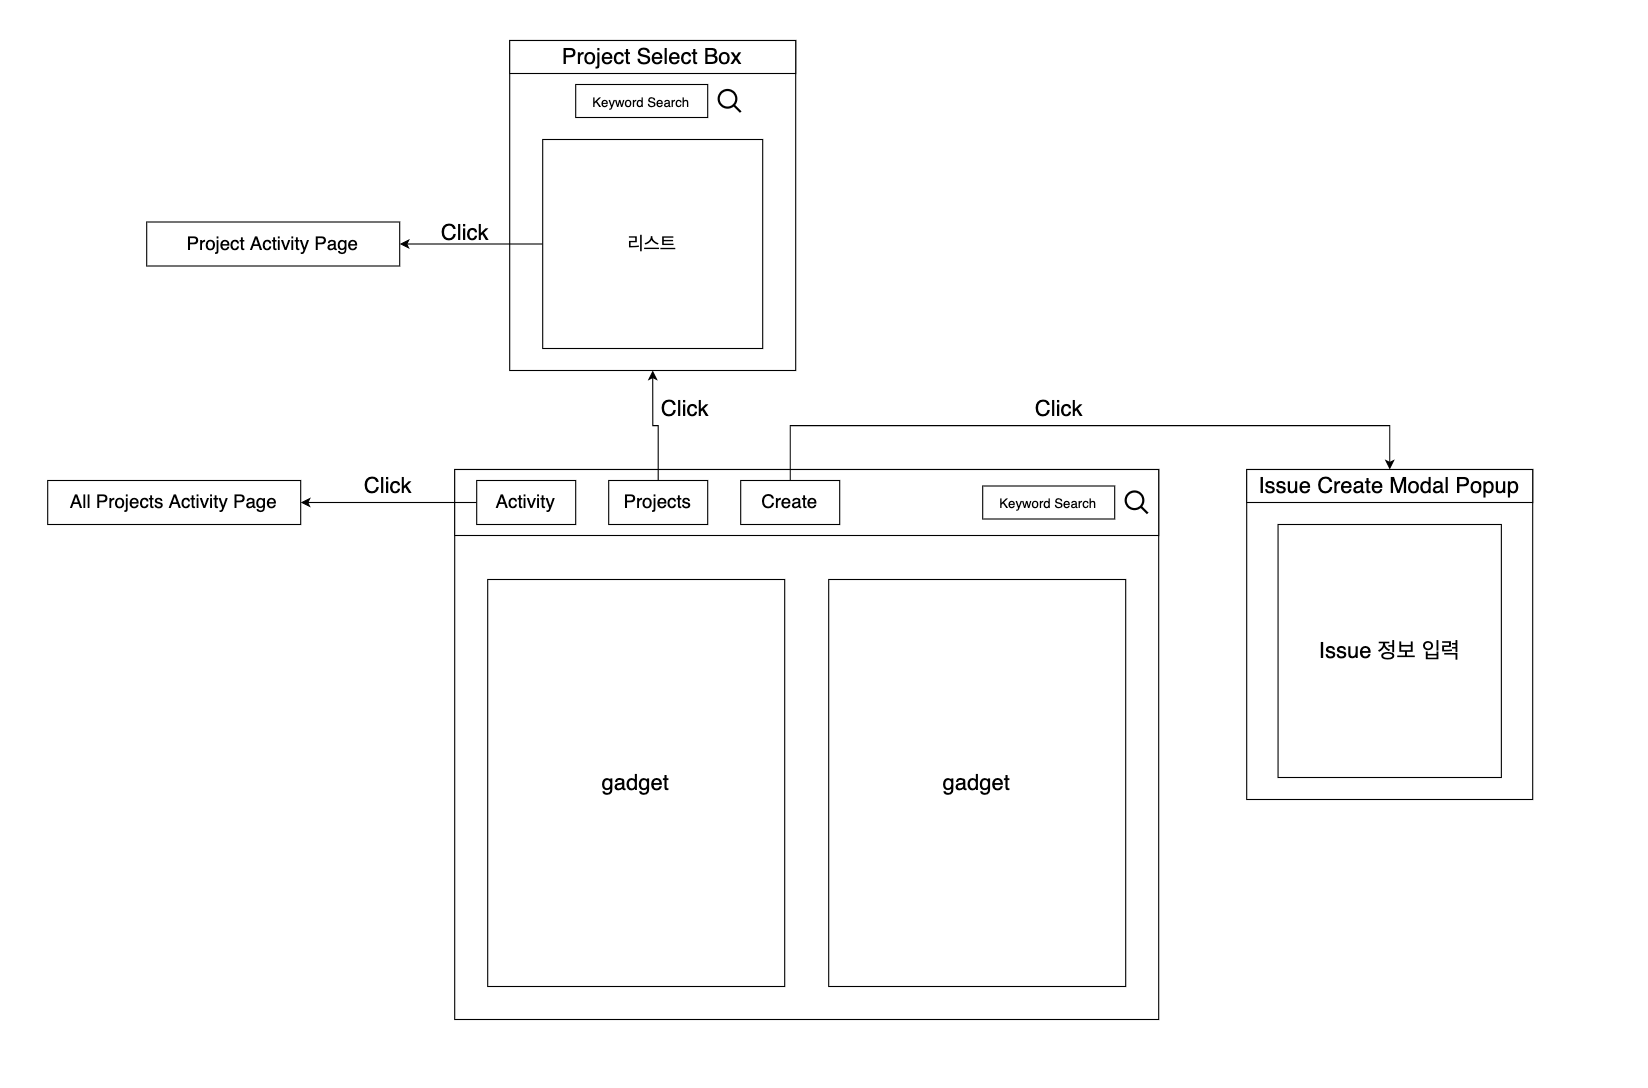 Project Select Box
Keyword Search
Click
Project Activity Page
리스트
Click
Click
Click
Activity
Projects
Create
Keyword Search
Issue Create Modal Popup
All Projects Activity Page
Issue 정보 입력
gadget
gadget